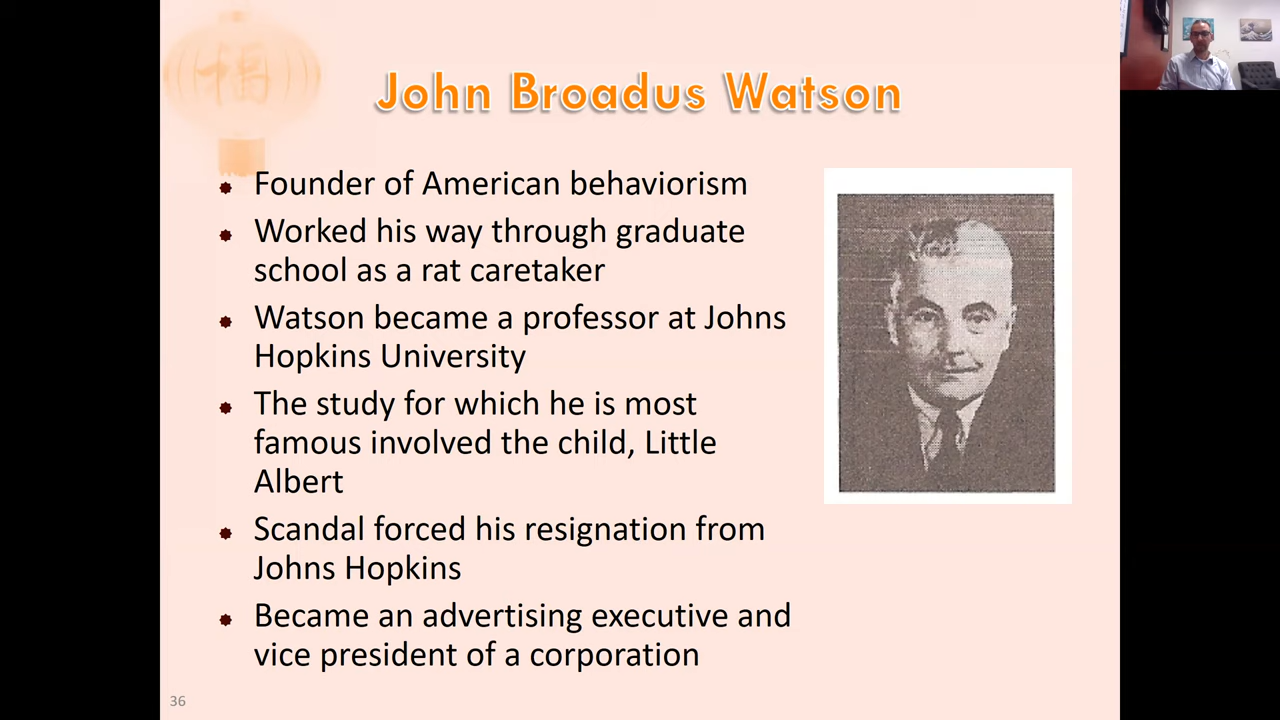 福
John Broadus Watson
Founder of American behaviorism
Worked his way through graduate
school as a rat caretaker
Watson became a professor at Johns
Hopkins University
The study for which he is most
famous involved the child, Little
Albert
Scandal forced his resignation from
Johns Hopkins
Became an advertising executive and
vice president of a corporation
36